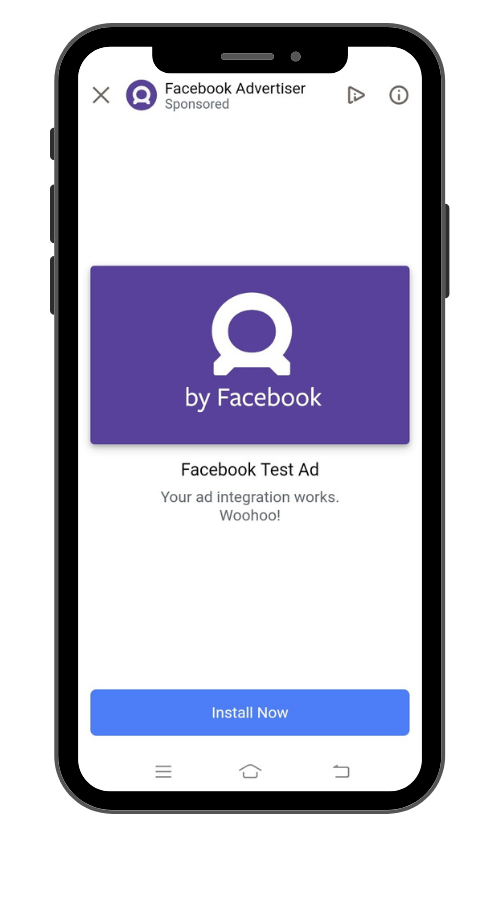 Facebook Advertiser
Sponsored
by Facebook
Facebook Test Ad
Your ad integration works.
Woohoo!
Install Now